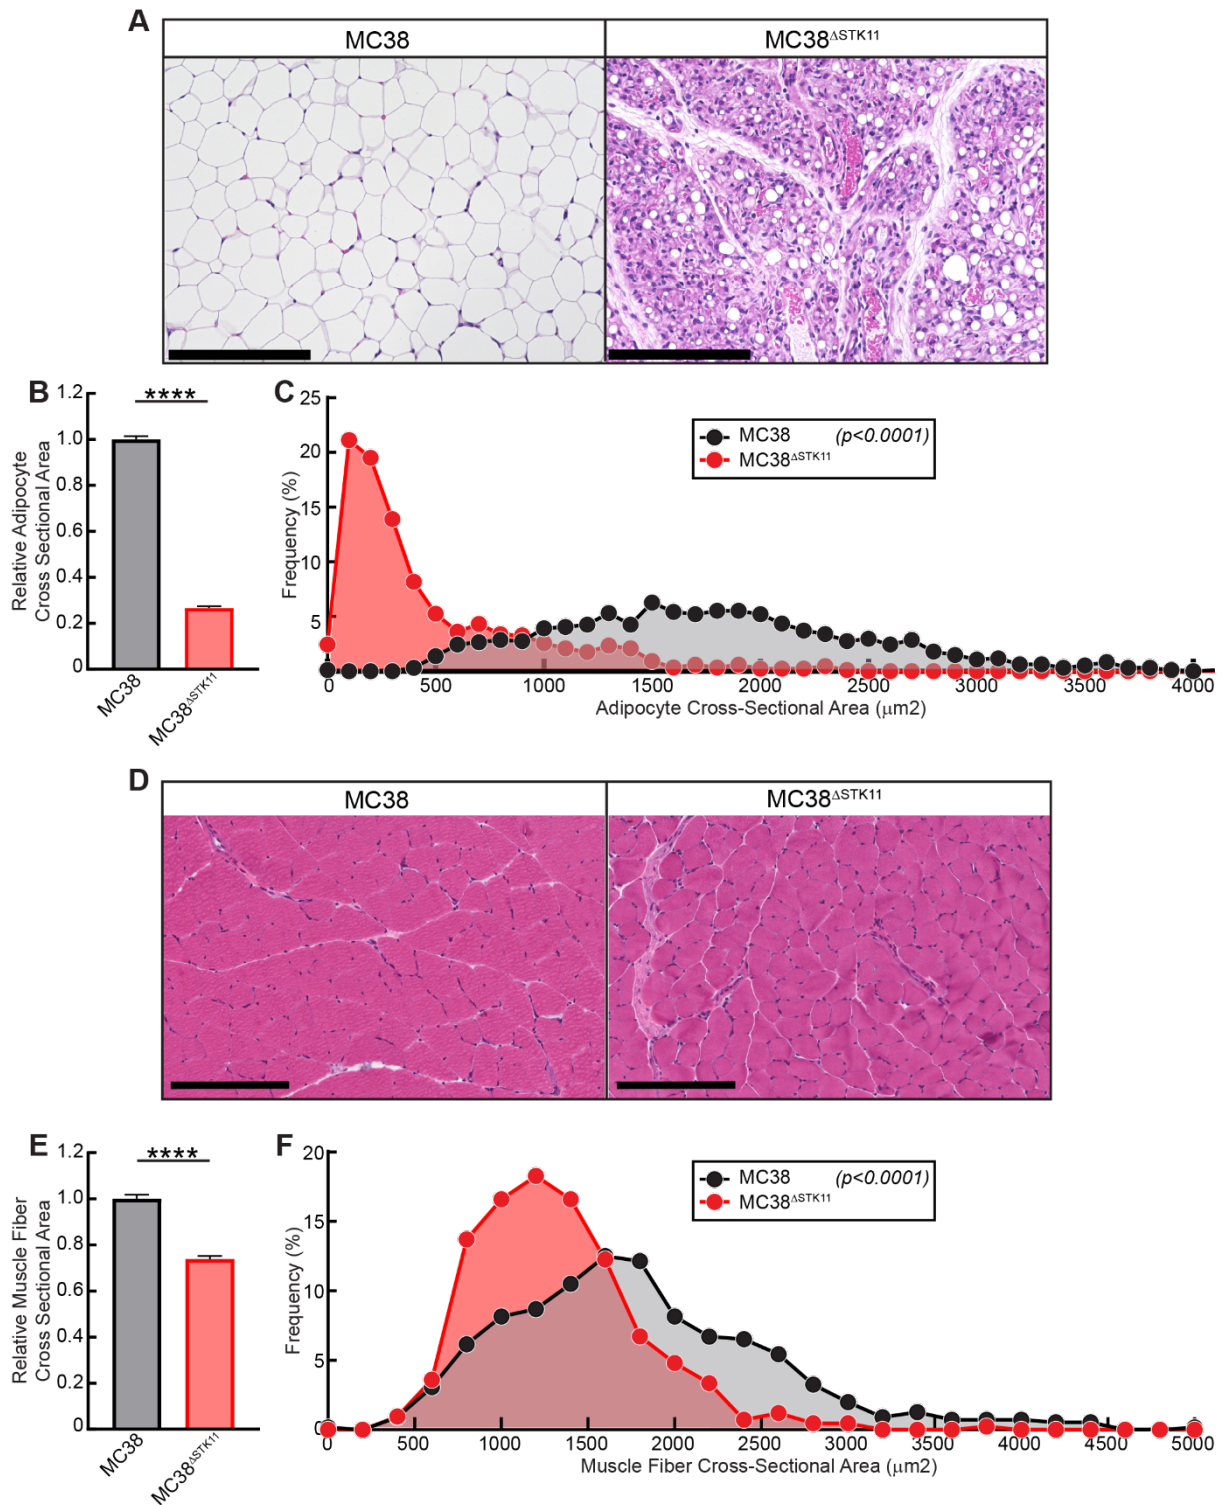 A
MC38
MC38ΔSTK11
B
Relative Adipocyte
Cross Sectional Area
1.2
1.0
0.8
0.6
0.4
0.2
0
****
MC38
MC38ΔSTK11
C
Frequency (%)
25
20
15
10
5
MC38 (p<0.0001)
MC38ΔSTK11
0 500 1000 1500 2000 2500 3000 3500 4000
Adipocyte Cross-Sectional Area (μm2)
D
MC38
MC38ΔSTK11
E
Relative Muscle Fiber
Cross Sectional Area
1.2
1.0
0.8
0.6
0.4
0.2
0
****
MC38
MC38ΔSTK11
F
Frequency (%)
20
15
10
5
0
MC38 (p<0.0001)
MC38ΔSTK11
0 500 1000 1500 2000 2500 3000 3500 4000 4500 5000
Muscle Fiber Cross-Sectional Area (μm2)